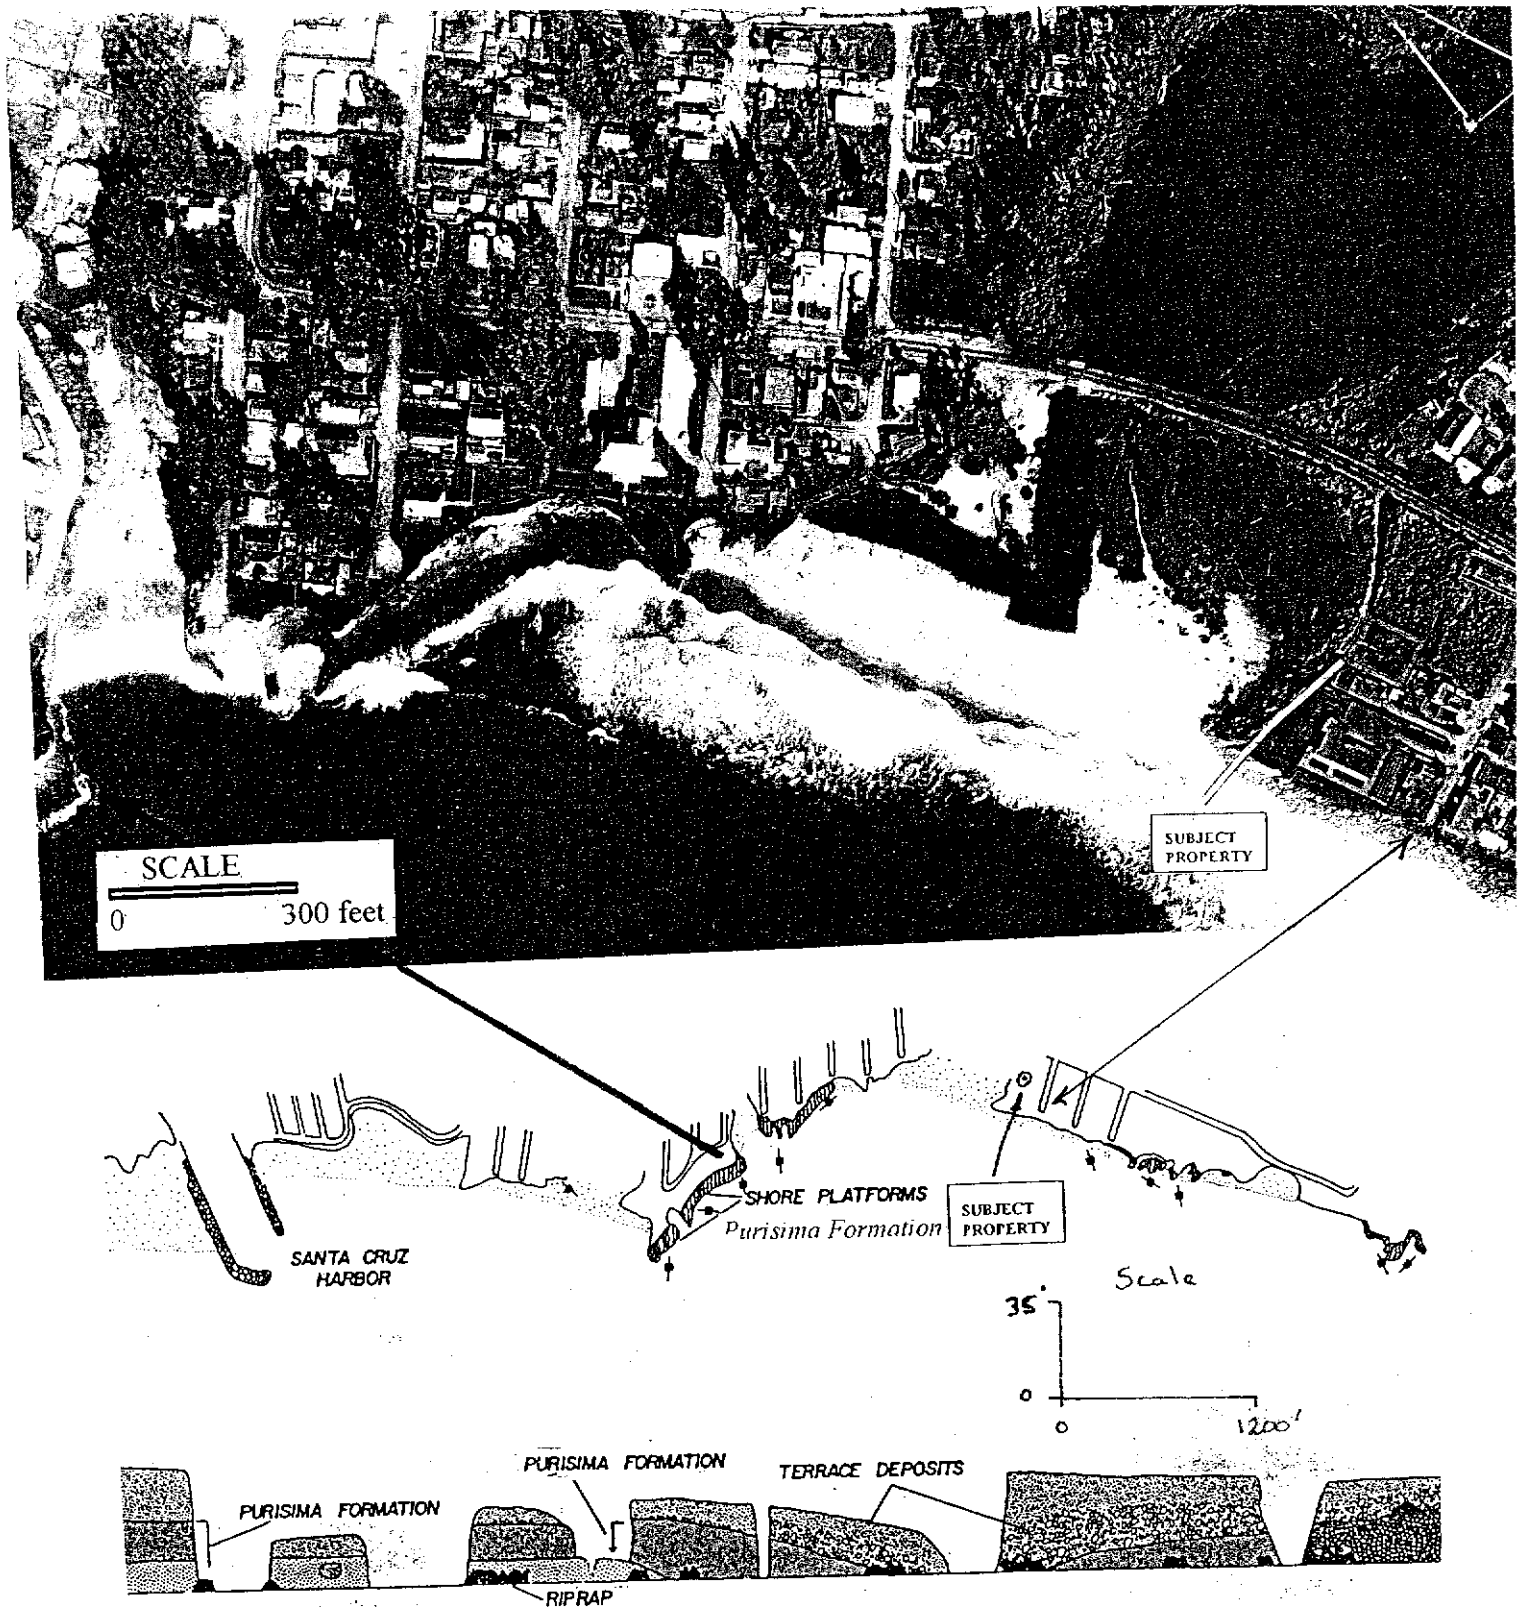 SUBJECT
PROPERTY
SCALE
0 300 feet
SHORE PLATFORMS
Purisima Formation
SUBJECT
PROPERTY
SANTA CRUZ
HARBOR
Scale
35'
0
0 1200'
PURISIMA FORMATION
TERRACE DEPOSITS
PURISIMA FORMATION
RIPRAP